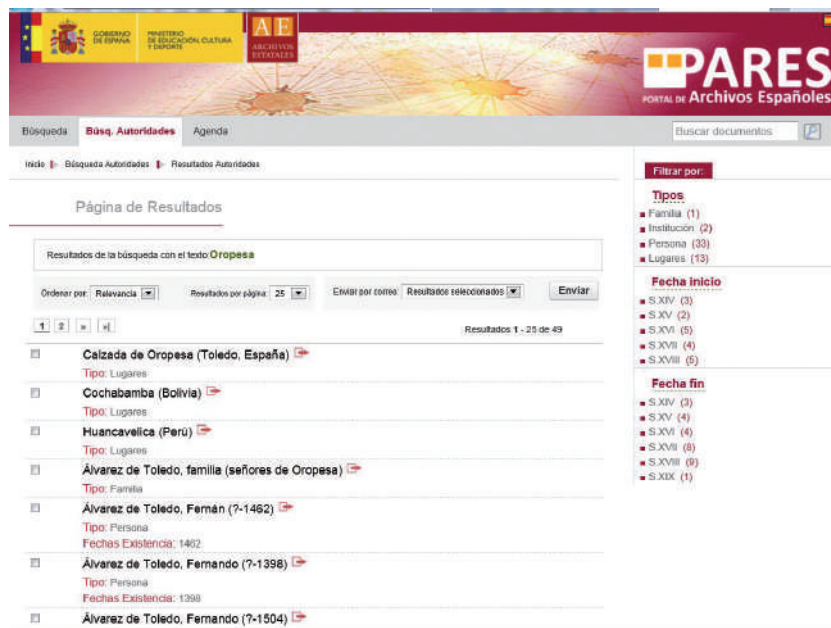 GOBIERNO DE ESPAÑA
MINISTERIO DE EDUCACIÓN, CULTURA Y DEPORTE
AE
ARCHIVOS ESTATALES
PARES
PORTAL DE Archivos Españoles
Búsqueda Búsq. Autoridades Agenda
Buscar documentos
Inicio Búsqueda Autoridades Resultados Autoridades
Página de Resultados
Resultados de la búsqueda con el texto: Oropesa
Ordenar por: Relevancia Resultados por página: 25 Enviar por correo: Resultados seleccionados Enviar
1 2 » »|
Resultados 1 - 25 de 49
Calzada de Oropesa (Toledo, España)
Tipo: Lugares
Cochabamba (Bolivia)
Tipo: Lugares
Huancavelica (Perú)
Tipo: Lugares
Álvarez de Toledo, familia (señores de Oropesa)
Tipo: Familia
Álvarez de Toledo, Fernán (?-1462)
Tipo: Persona
Fechas Existencia: 1462
Álvarez de Toledo, Fernando (?-1398)
Tipo: Persona
Fechas Existencia: 1398
Álvarez de Toledo, Fernando (?-1504)
Filtrar por:
Tipos
Familia (1)
Institución (2)
Persona (33)
Lugares (13)
Fecha inicio
S.XIV (3)
S.XV (2)
S.XVI (5)
S.XVII (4)
S.XVIII (5)
Fecha fin
S.XIV (3)
S.XV (4)
S.XVI (4)
S.XVII (8)
S.XVIII (9)
S.XIX (1)